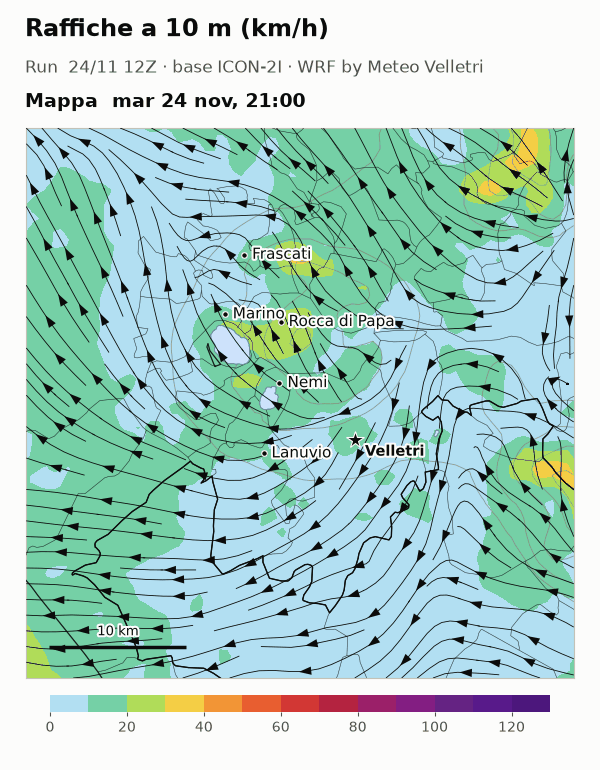 Raffiche a 10 m (km/h)
Run  24/11 12Z · base ICON-2I · WRF by Meteo Velletri
Mappa  mar 24 nov, 21:00
Frascati
Marino
Rocca di Papa
Nemi
Velletri
Lanuvio
10 km
0 20 40 60 80 100 120